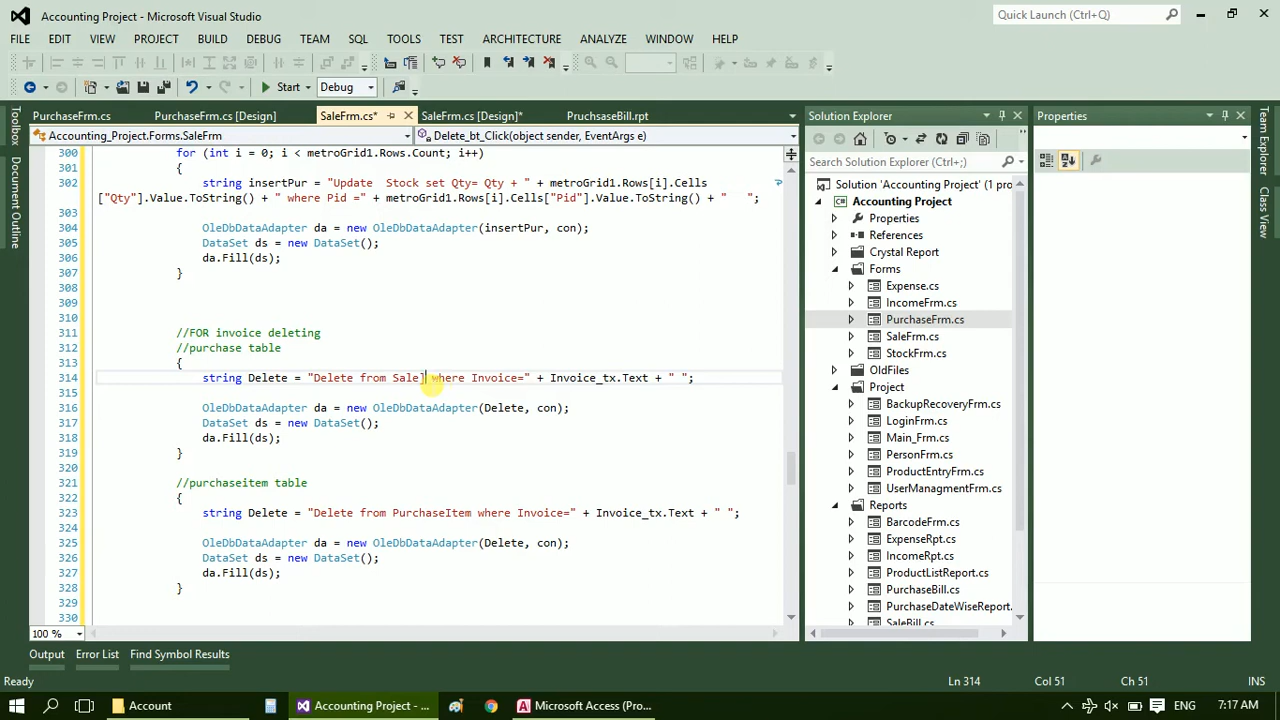 Accounting Project - Microsoft Visual Studio
Quick Launch (Ctrl+Q)
FILE EDIT VIEW PROJECT BUILD DEBUG TEAM SQL TOOLS TEST ARCHITECTURE ANALYZE WINDOW HELP
Start Debug
PurchaseFrm.cs PurchaseFrm.cs [Design] SaleFrm.cs* SaleFrm.cs [Design]* PruchseBill.rpt
Accounting_Project.Forms.SaleFrm Delete_bt_Click(object sender, EventArgs e)
300 for (int i = 0; i < metroGrid1.Rows.Count; i++)
301 {
302 string insertPur = "Update  Stock set Qty= Qty + " + metroGrid1.Rows[i].Cells
["Qty"].Value.ToString() + " where Pid =" + metroGrid1.Rows[i].Cells["Pid"].Value.ToString() + "   ";
303
304 OleDbDataAdapter da = new OleDbDataAdapter(insertPur, con);
305 DataSet ds = new DataSet();
306 da.Fill(ds);
307 }
308
309
310
311 //FOR invoice deleting
312 //purchase table
313 {
314 string Delete = "Delete from Sale] where Invoice=" + Invoice_tx.Text + " ";
315
316 OleDbDataAdapter da = new OleDbDataAdapter(Delete, con);
317 DataSet ds = new DataSet();
318 da.Fill(ds);
319 }
320
321 //purchaseitem table
322 {
323 string Delete = "Delete from PurchaseItem where Invoice=" + Invoice_tx.Text + " ";
324
325 OleDbDataAdapter da = new OleDbDataAdapter(Delete, con);
326 DataSet ds = new DataSet();
327 da.Fill(ds);
328 }
329
330
100 %
Toolbox
Document Outline
Solution Explorer
Search Solution Explorer (Ctrl+;)
Solution 'Accounting Project' (1 pro
Accounting Project
Properties
References
Crystal Report
Forms
Expense.cs
IncomeFrm.cs
PurchaseFrm.cs
SaleFrm.cs
StockFrm.cs
OldFiles
Project
BackupRecoveryFrm.cs
LoginFrm.cs
Main_Frm.cs
PersonFrm.cs
ProductEntryFrm.cs
UserManagmentFrm.cs
Reports
BarcodeFrm.cs
ExpenseRpt.cs
IncomeRpt.cs
ProductListReport.cs
PurchaseBill.cs
PurchaseDateWiseReport.
SaleBill.cs
Properties
Team Explorer
Class View
Output Error List Find Symbol Results
Ready Ln 314 Col 51 Ch 51 INS
Account Accounting Project - ... Microsoft Access (Pro... ENG 7:17 AM